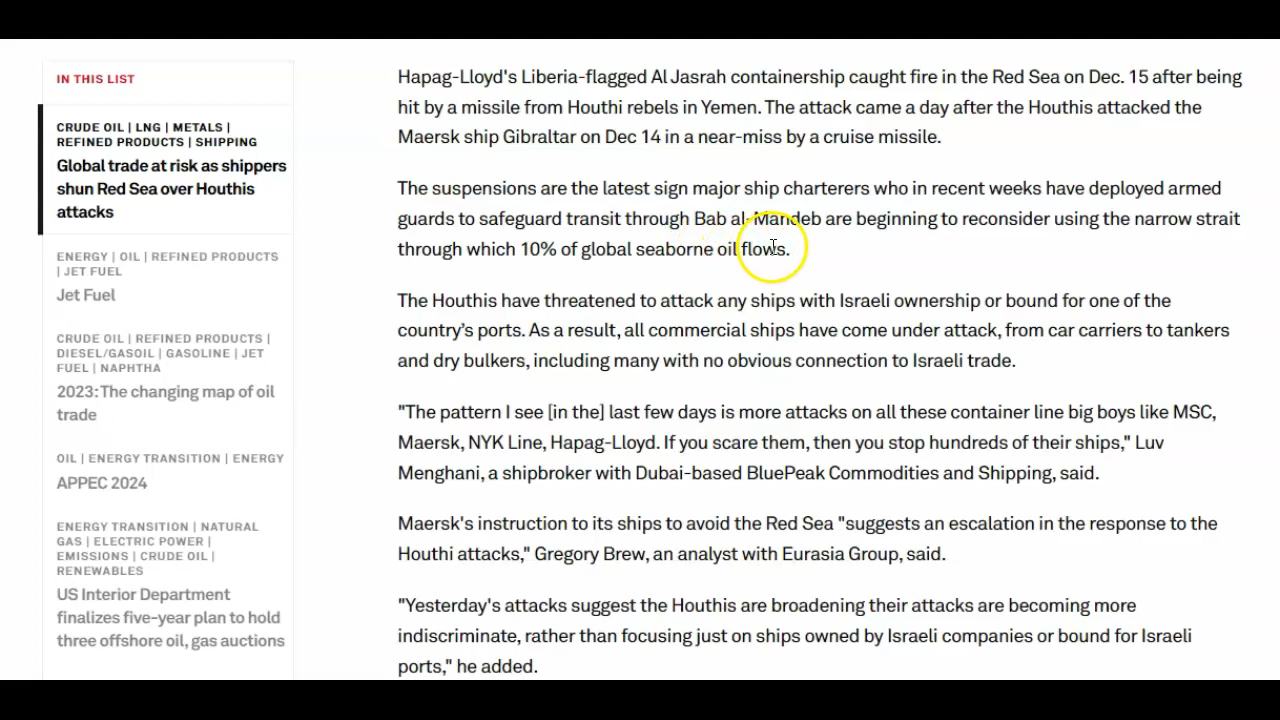 IN THIS LIST
CRUDE OIL | LNG | METALS |
REFINED PRODUCTS | SHIPPING
Global trade at risk as shippers
shun Red Sea over Houthis
attacks
ENERGY | OIL | REFINED PRODUCTS
| JET FUEL
Jet Fuel
CRUDE OIL | REFINED PRODUCTS |
DIESEL/GASOIL | GASOLINE | JET
FUEL | NAPHTHA
2023: The changing map of oil
trade
OIL | ENERGY TRANSITION | ENERGY
APPEC 2024
ENERGY TRANSITION | NATURAL
GAS | ELECTRIC POWER |
EMISSIONS | CRUDE OIL |
RENEWABLES
US Interior Department
finalizes five-year plan to hold
three offshore oil, gas auctions
Hapag-Lloyd's Liberia-flagged Al Jasrah containership caught fire in the Red Sea on Dec. 15 after being
hit by a missile from Houthi rebels in Yemen. The attack came a day after the Houthis attacked the
Maersk ship Gibraltar on Dec 14 in a near-miss by a cruise missile.
The suspensions are the latest sign major ship charterers who in recent weeks have deployed armed
guards to safeguard transit through Bab al-Mandeb are beginning to reconsider using the narrow strait
through which 10% of global seaborne oil flows.
The Houthis have threatened to attack any ships with Israeli ownership or bound for one of the
country's ports. As a result, all commercial ships have come under attack, from car carriers to tankers
and dry bulkers, including many with no obvious connection to Israeli trade.
"The pattern I see [in the] last few days is more attacks on all these container line big boys like MSC,
Maersk, NYK Line, Hapag-Lloyd. If you scare them, then you stop hundreds of their ships," Luv
Menghani, a shipbroker with Dubai-based BluePeak Commodities and Shipping, said.
Maersk's instruction to its ships to avoid the Red Sea "suggests an escalation in the response to the
Houthi attacks," Gregory Brew, an analyst with Eurasia Group, said.
"Yesterday's attacks suggest the Houthis are broadening their attacks are becoming more
indiscriminate, rather than focusing just on ships owned by Israeli companies or bound for Israeli
ports," he added.